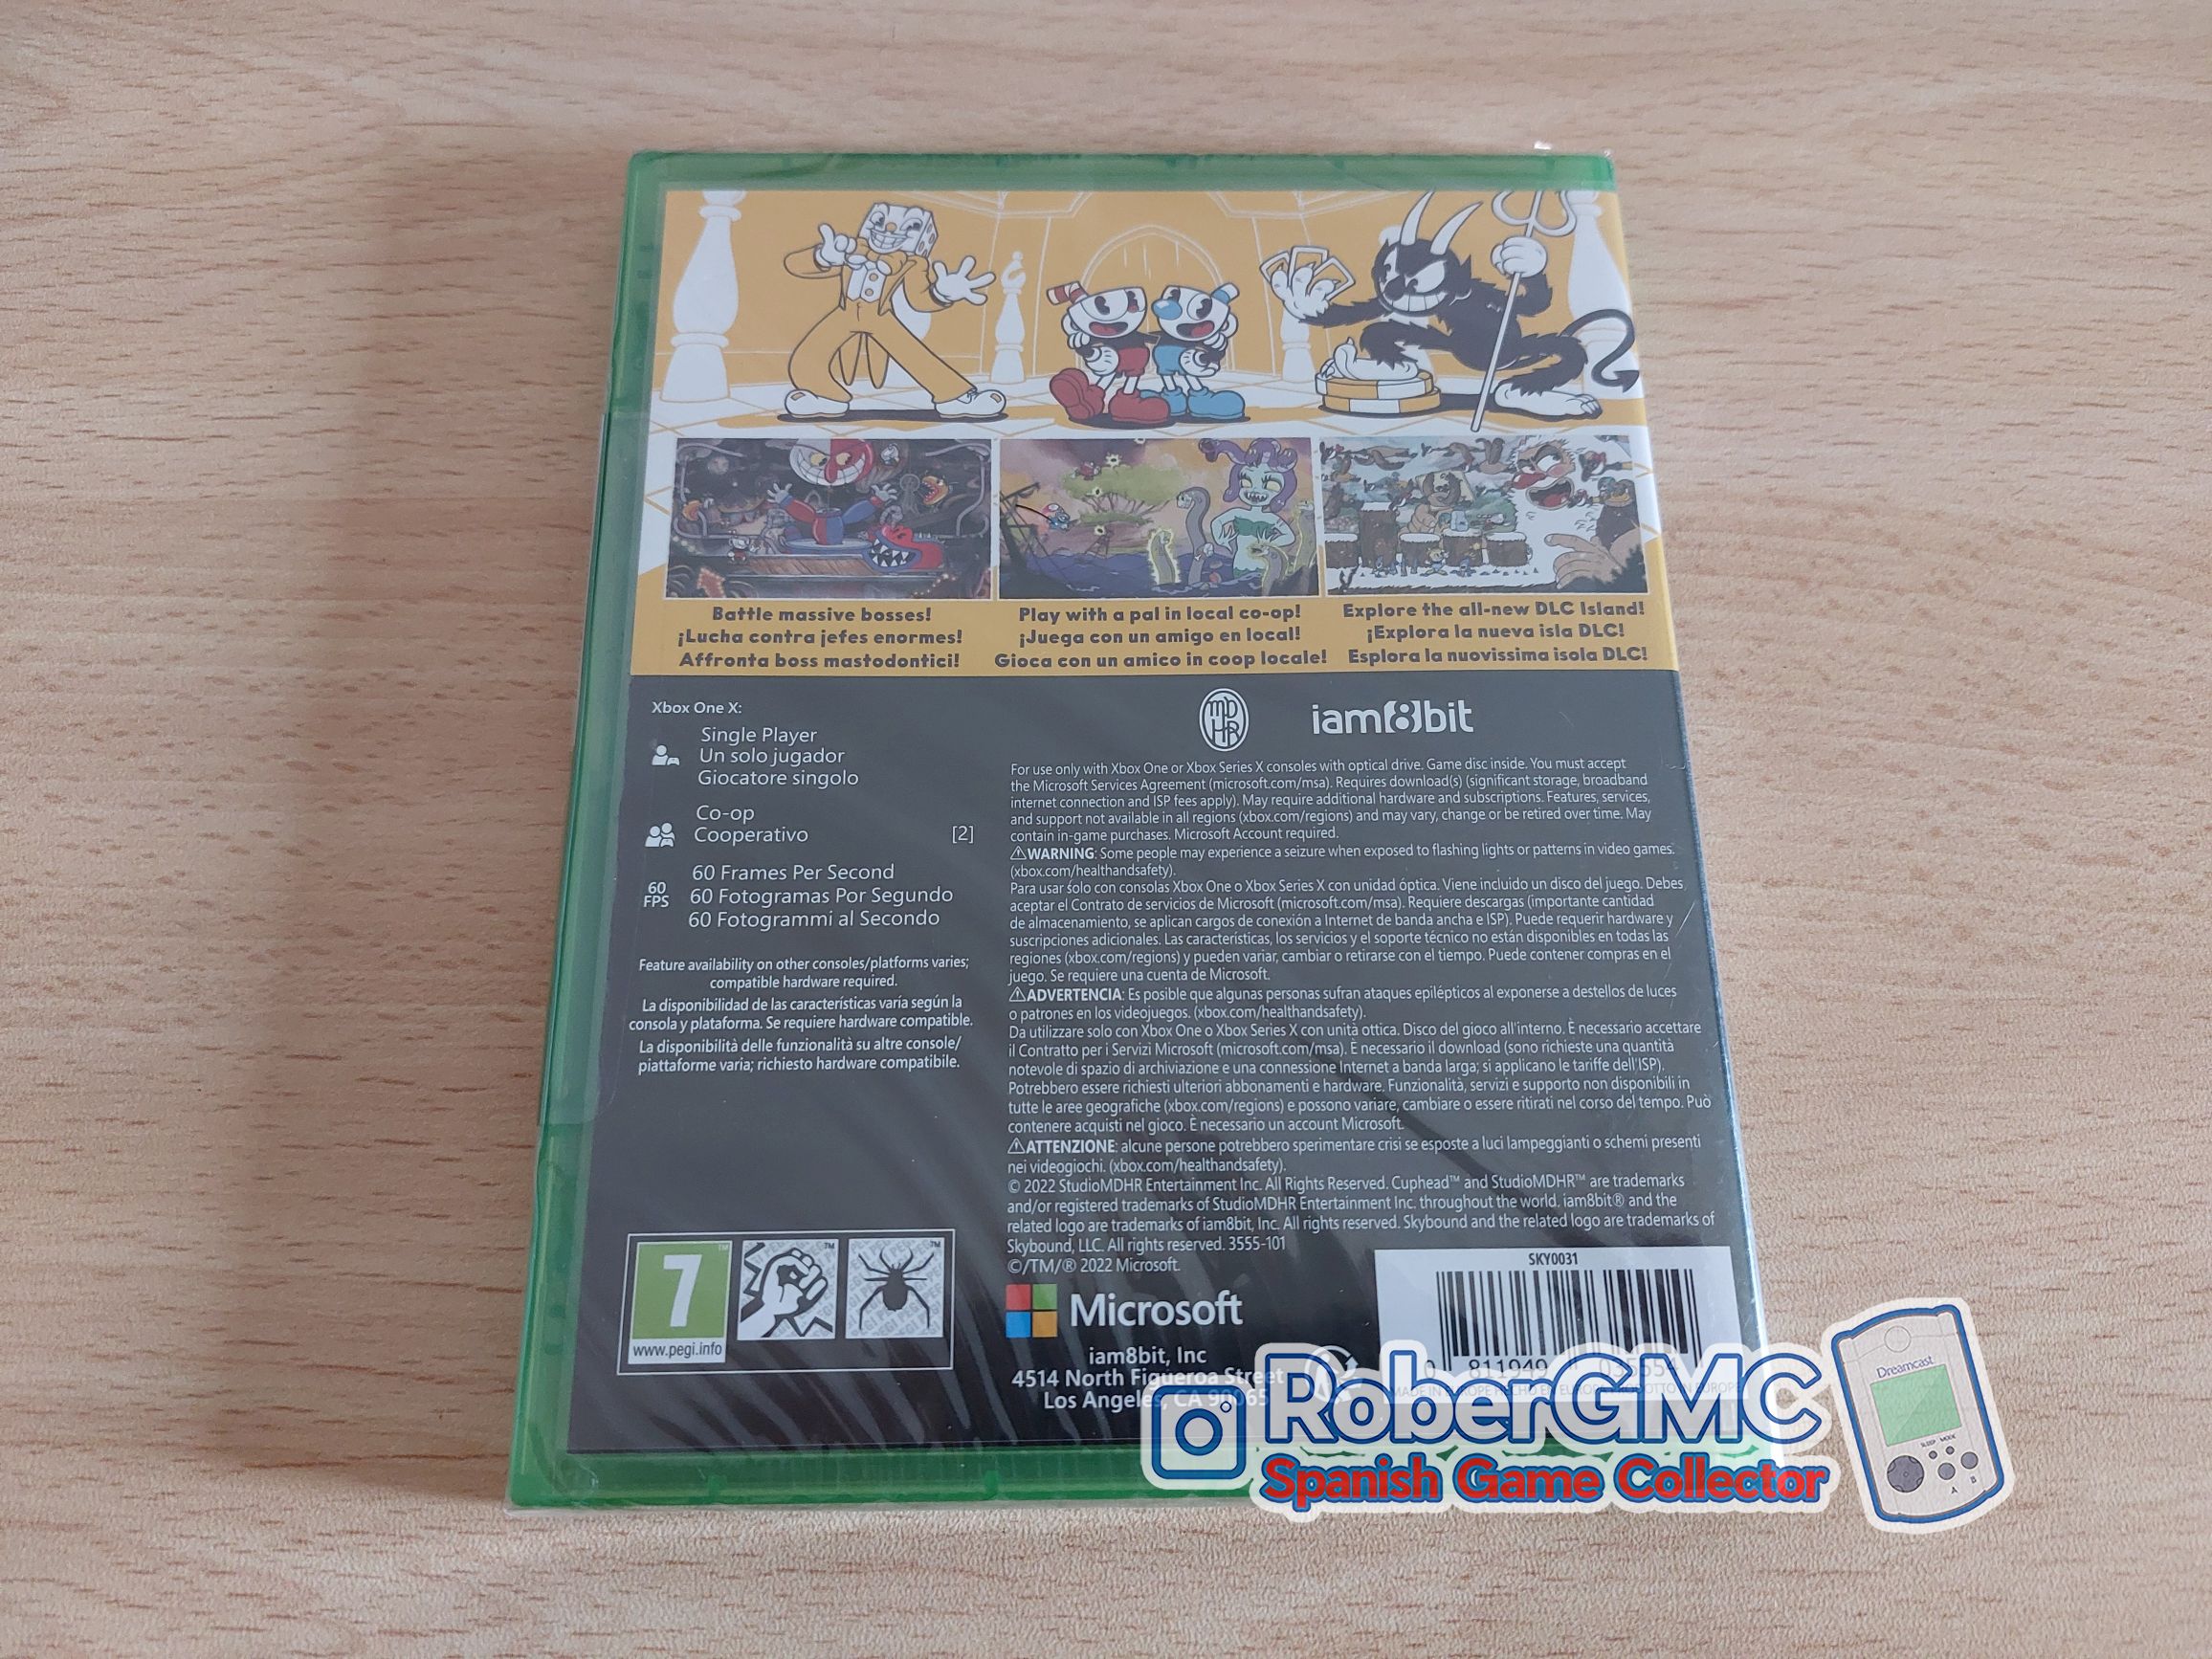 Battle massive bosses!
¡Lucha contra jefes enormes!
Affronta boss mastodontici!
Play with a pal in local co-op!
¡Juega con un amigo en local!
Gioca con un amico in coop locale!
Explore the all-new DLC Island!
¡Explora la nueva isla DLC!
Esplora la nuovissima isola DLC!
Xbox One X:
Single Player
Un solo jugador
Giocatore singolo
Co-op
Cooperativo [2]
60 FPS
60 Frames Per Second
60 Fotogramas Por Segundo
60 Fotogrammi al Secondo
Feature availability on other consoles/platforms varies;
compatible hardware required.
La disponibilidad de las características varía según la
consola y plataforma. Se requiere hardware compatible.
La disponibilità delle funzionalità su altre console/
piattaforme varia; richiesto hardware compatibile.
MDHR
iam8bit
For use only with Xbox One or Xbox Series X consoles with optical drive. Game disc inside. You must accept
the Microsoft Services Agreement (microsoft.com/msa). Requires download(s) (significant storage, broadband
internet connection and ISP fees apply). May require additional hardware and subscriptions. Features, services,
and support not available in all regions (xbox.com/regions) and may vary, change or be retired over time. May
contain in-game purchases. Microsoft Account required.
⚠WARNING: Some people may experience a seizure when exposed to flashing lights or patterns in video games.
(xbox.com/healthandsafety).
Para usar solo con consolas Xbox One o Xbox Series X con unidad óptica. Viene incluido un disco del juego. Debes
aceptar el Contrato de servicios de Microsoft (microsoft.com/msa). Requiere descargas (importante cantidad
de almacenamiento, se aplican cargos de conexión a Internet de banda ancha e ISP). Puede requerir hardware y
suscripciones adicionales. Las características, los servicios y el soporte técnico no están disponibles en todas las
regiones (xbox.com/regions) y pueden variar, cambiar o retirarse con el tiempo. Puede contener compras en el
juego. Se requiere una cuenta de Microsoft.
⚠ADVERTENCIA: Es posible que algunas personas sufran ataques epilépticos al exponerse a destellos de luces
o patrones en los videojuegos. (xbox.com/healthandsafety).
Da utilizzare solo con Xbox One o Xbox Series X con unità ottica. Disco del gioco all'interno. È necessario accettare
il Contratto per i Servizi Microsoft (microsoft.com/msa). È necessario il download (sono richieste una quantità
notevole di spazio di archiviazione e una connessione Internet a banda larga; si applicano le tariffe dell'ISP).
Potrebbero essere richiesti ulteriori abbonamenti e hardware. Funzionalità, servizi e supporto non disponibili in
tutte le aree geografiche (xbox.com/regions) e possono variare, cambiare o essere ritirati nel corso del tempo. Può
contenere acquisti nel gioco. È necessario un account Microsoft.
⚠ATTENZIONE: alcune persone potrebbero sperimentare crisi se esposte a luci lampeggianti o schemi presenti
nei videogiochi. (xbox.com/healthandsafety).
© 2022 StudioMDHR Entertainment Inc. All Rights Reserved. Cuphead™ and StudioMDHR™ are trademarks
and/or registered trademarks of StudioMDHR Entertainment Inc. throughout the world. iam8bit® and the
related logo are trademarks of iam8bit, Inc. All rights reserved. Skybound and the related logo are trademarks of
Skybound, LLC. All rights reserved. 3555-101
©/TM/® 2022 Microsoft.
7
www.pegi.info
Microsoft
iam8bit, Inc
4514 North Figueroa Street
Los Angeles, CA 90065
SKY0031
0 811949 035554
MADE IN EUROPE HECHO EN EUROPA PRODOTTO IN EUROPA
RoberGMC
Spanish Game Collector
Dreamcast
SLEEP MODE
A B